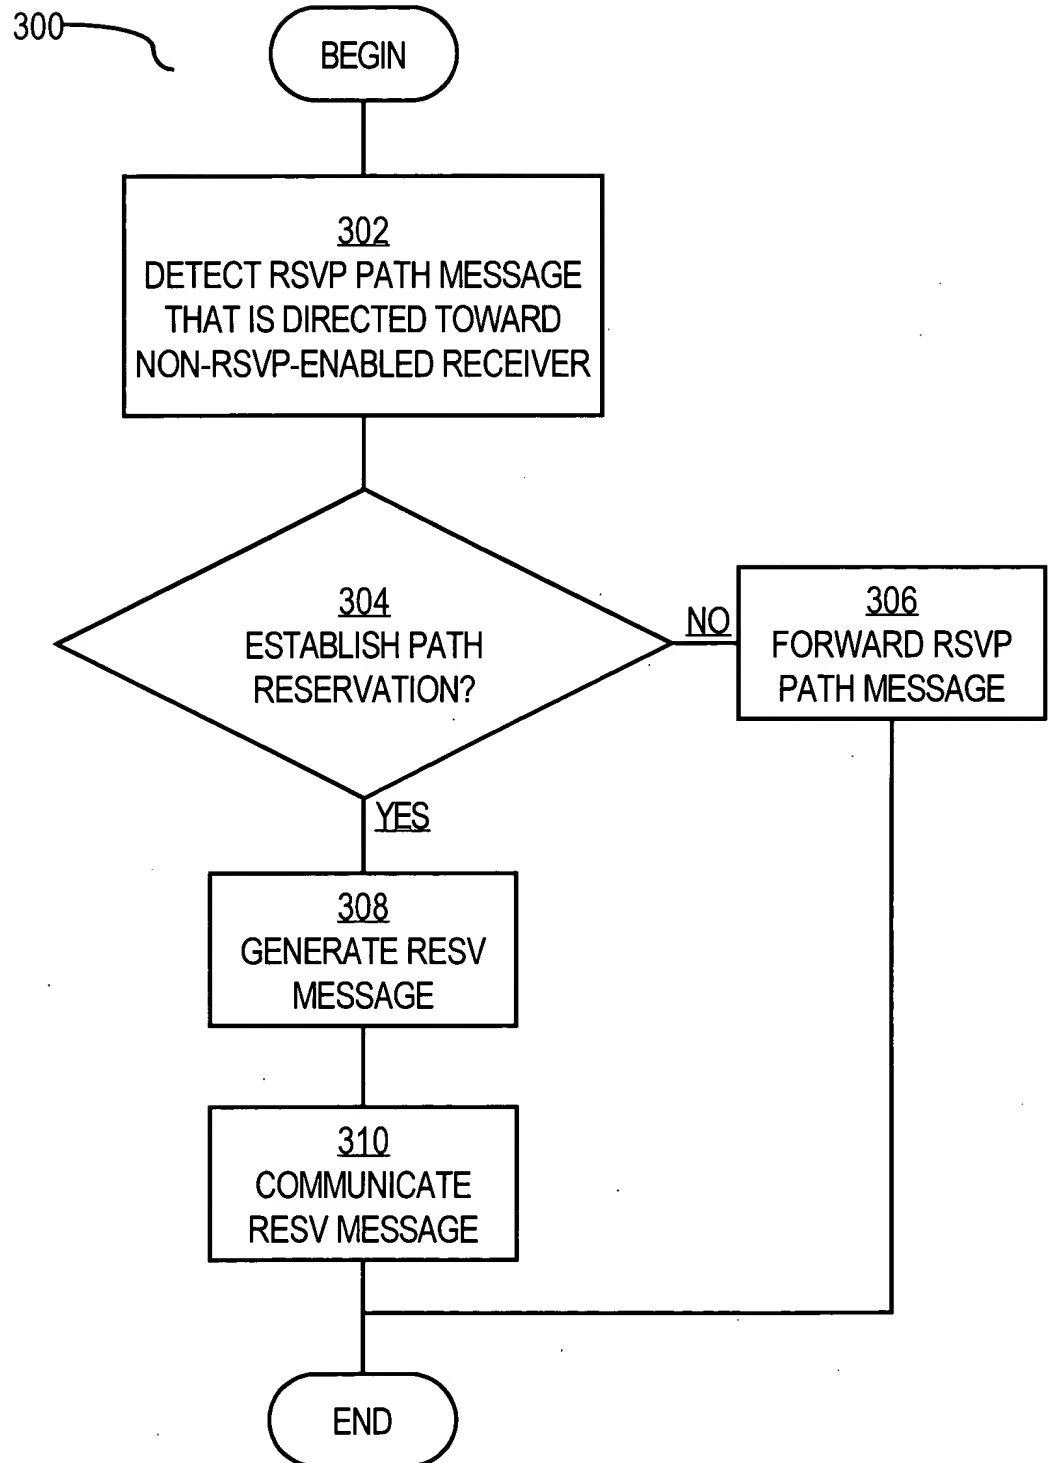 300
BEGIN
302
DETECT RSVP PATH MESSAGE
THAT IS DIRECTED TOWARD
NON-RSVP-ENABLED RECEIVER
304
ESTABLISH PATH
RESERVATION?
NO
306
FORWARD RSVP
PATH MESSAGE
YES
308
GENERATE RESV
MESSAGE
310
COMMUNICATE
RESV MESSAGE
END